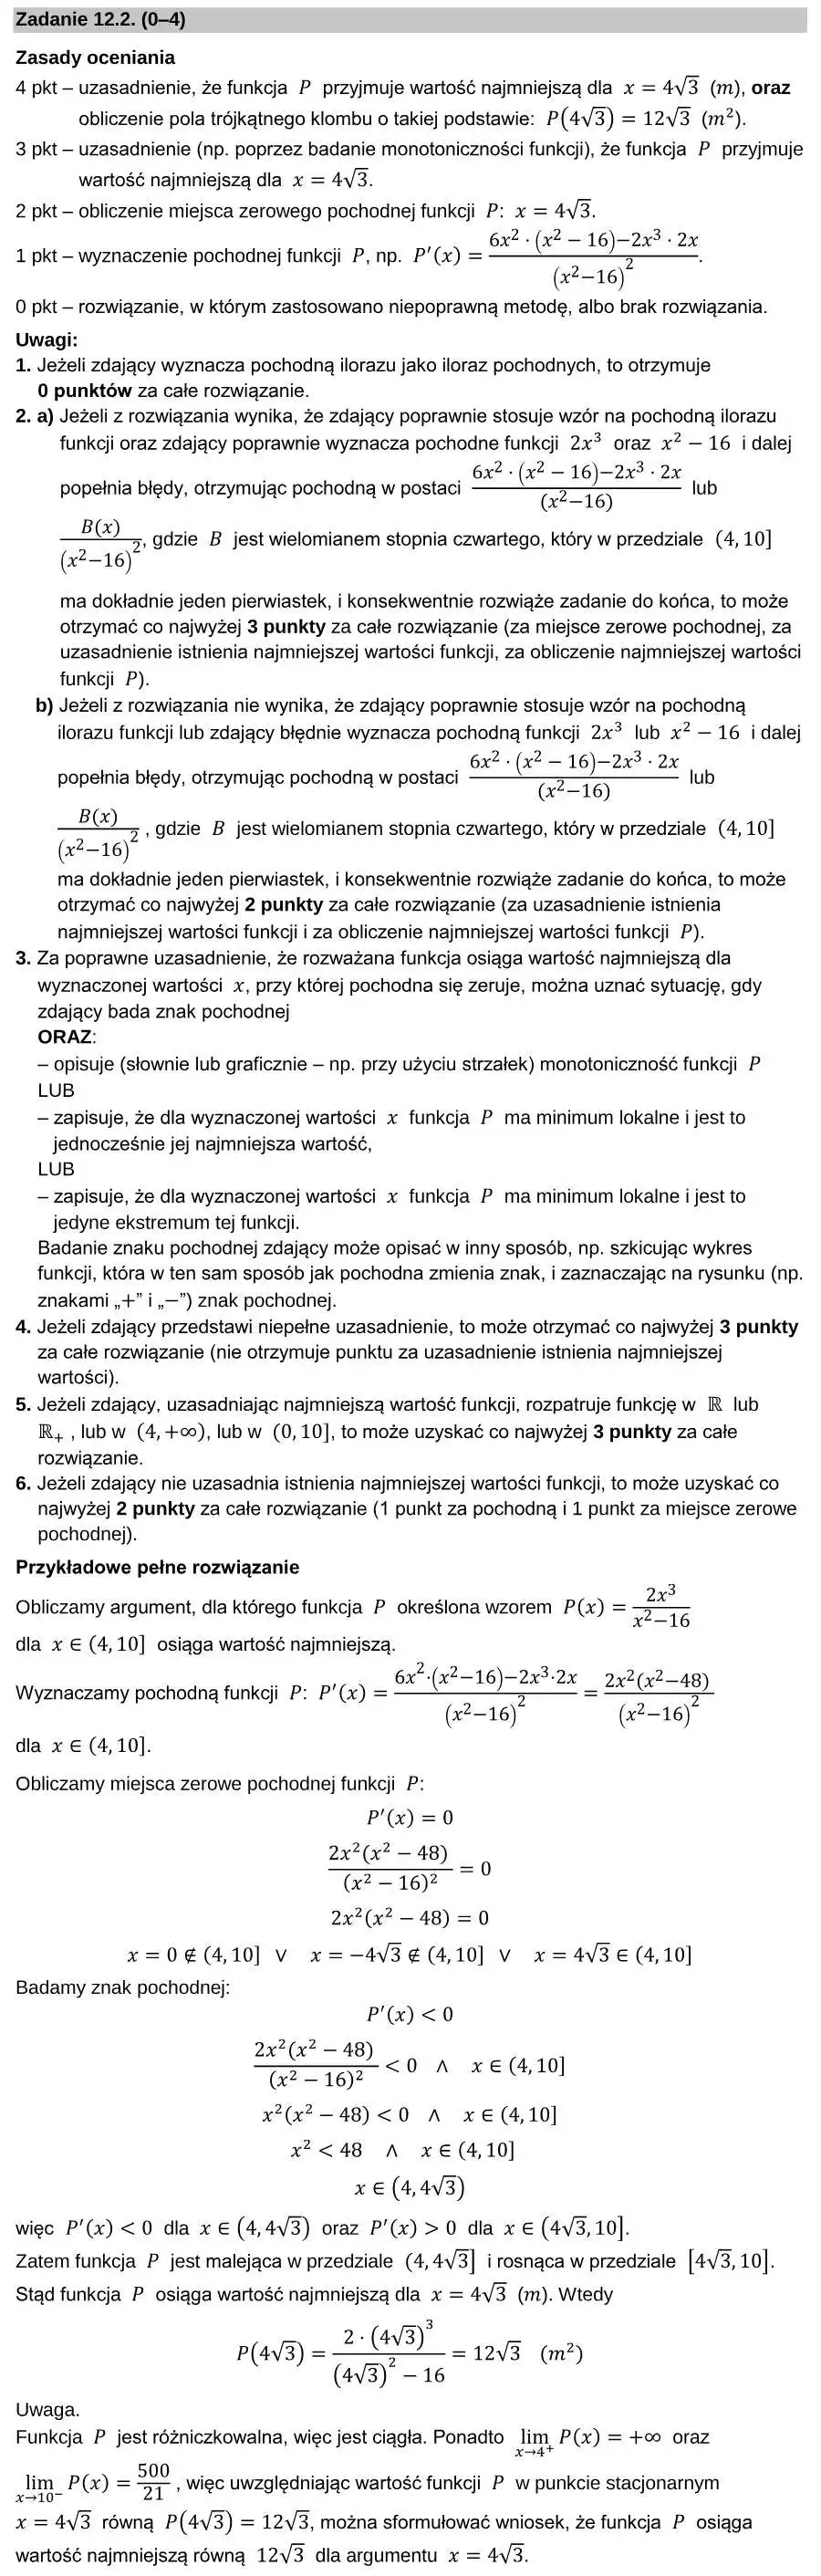 Zadanie 12.2. (0–4)
Zasady oceniania
4 pkt – uzasadnienie, że funkcja P przyjmuje wartość najmniejszą dla x = 4√3 (m), oraz
obliczenie pola trójkątnego klombu o takiej podstawie: P(4√3) = 12√3 (m²).
3 pkt – uzasadnienie (np. poprzez badanie monotoniczności funkcji), że funkcja P przyjmuje
wartość najmniejszą dla x = 4√3.
2 pkt – obliczenie miejsca zerowego pochodnej funkcji P: x = 4√3.
1 pkt – wyznaczenie pochodnej funkcji P, np. P′(x) = (6x² · (x² − 16)−2x³ · 2x)/(x²−16)².
0 pkt – rozwiązanie, w którym zastosowano niepoprawną metodę, albo brak rozwiązania.
Uwagi:
1. Jeżeli zdający wyznacza pochodną ilorazu jako iloraz pochodnych, to otrzymuje
0 punktów za całe rozwiązanie.
2. a) Jeżeli z rozwiązania wynika, że zdający poprawnie stosuje wzór na pochodną ilorazu
funkcji oraz zdający poprawnie wyznacza pochodne funkcji 2x³ oraz x² − 16 i dalej
popełnia błędy, otrzymując pochodną w postaci (6x² · (x² − 16)−2x³ · 2x)/(x²−16) lub
B(x)/(x²−16)², gdzie B jest wielomianem stopnia czwartego, który w przedziale (4, 10]
ma dokładnie jeden pierwiastek, i konsekwentnie rozwiąże zadanie do końca, to może
otrzymać co najwyżej 3 punkty za całe rozwiązanie (za miejsce zerowe pochodnej, za
uzasadnienie istnienia najmniejszej wartości funkcji, za obliczenie najmniejszej wartości
funkcji P).
b) Jeżeli z rozwiązania nie wynika, że zdający poprawnie stosuje wzór na pochodną
ilorazu funkcji lub zdający błędnie wyznacza pochodną funkcji 2x³ lub x² − 16 i dalej
popełnia błędy, otrzymując pochodną w postaci (6x² · (x² − 16)−2x³ · 2x)/(x²−16) lub
B(x)/(x²−16)² , gdzie B jest wielomianem stopnia czwartego, który w przedziale (4, 10]
ma dokładnie jeden pierwiastek, i konsekwentnie rozwiąże zadanie do końca, to może
otrzymać co najwyżej 2 punkty za całe rozwiązanie (za uzasadnienie istnienia
najmniejszej wartości funkcji i za obliczenie najmniejszej wartości funkcji P).
3. Za poprawne uzasadnienie, że rozważana funkcja osiąga wartość najmniejszą dla
wyznaczonej wartości x, przy której pochodna się zeruje, można uznać sytuację, gdy
zdający bada znak pochodnej
ORAZ:
– opisuje (słownie lub graficznie – np. przy użyciu strzałek) monotoniczność funkcji P
LUB
– zapisuje, że dla wyznaczonej wartości x funkcja P ma minimum lokalne i jest to
jednocześnie jej najmniejsza wartość,
LUB
– zapisuje, że dla wyznaczonej wartości x funkcja P ma minimum lokalne i jest to
jedyne ekstremum tej funkcji.
Badanie znaku pochodnej zdający może opisać w inny sposób, np. szkicując wykres
funkcji, która w ten sam sposób jak pochodna zmienia znak, i zaznaczając na rysunku (np.
znakami „+” i „−”) znak pochodnej.
4. Jeżeli zdający przedstawi niepełne uzasadnienie, to może otrzymać co najwyżej 3 punkty
za całe rozwiązanie (nie otrzymuje punktu za uzasadnienie istnienia najmniejszej
wartości).
5. Jeżeli zdający, uzasadniając najmniejszą wartość funkcji, rozpatruje funkcję w ℝ lub
ℝ₊ , lub w (4, +∞), lub w (0, 10], to może uzyskać co najwyżej 3 punkty za całe
rozwiązanie.
6. Jeżeli zdający nie uzasadnia istnienia najmniejszej wartości funkcji, to może uzyskać co
najwyżej 2 punkty za całe rozwiązanie (1 punkt za pochodną i 1 punkt za miejsce zerowe
pochodnej).
Przykładowe pełne rozwiązanie
Obliczamy argument, dla którego funkcja P określona wzorem P(x) = 2x³/(x²−16)
dla x ∈ (4, 10] osiąga wartość najmniejszą.
Wyznaczamy pochodną funkcji P: P′(x) = (6x²·(x²−16)−2x³·2x)/(x²−16)² = 2x²(x²−48)/(x²−16)²
dla x ∈ (4, 10].
Obliczamy miejsca zerowe pochodnej funkcji P:
P′(x) = 0
2x²(x² − 48)/(x² − 16)² = 0
2x²(x² − 48) = 0
x = 0 ∉ (4, 10] ∨ x = −4√3 ∉ (4, 10] ∨ x = 4√3 ∈ (4, 10]
Badamy znak pochodnej:
P′(x) < 0
2x²(x² − 48)/(x² − 16)² < 0 ∧ x ∈ (4, 10]
x²(x² − 48) < 0 ∧ x ∈ (4, 10]
x² < 48 ∧ x ∈ (4, 10]
x ∈ (4, 4√3)
więc P′(x) < 0 dla x ∈ (4, 4√3) oraz P′(x) > 0 dla x ∈ (4√3, 10].
Zatem funkcja P jest malejąca w przedziale (4, 4√3] i rosnąca w przedziale [4√3, 10].
Stąd funkcja P osiąga wartość najmniejszą dla x = 4√3 (m). Wtedy
P(4√3) = 2 · (4√3)³/((4√3)² − 16) = 12√3 (m²)
Uwaga.
Funkcja P jest różniczkowalna, więc jest ciągła. Ponadto lim x→4⁺ P(x) = +∞ oraz
lim x→10⁻ P(x) = 500/21 , więc uwzględniając wartość funkcji P w punkcie stacjonarnym
x = 4√3 równą P(4√3) = 12√3, można sformułować wniosek, że funkcja P osiąga
wartość najmniejszą równą 12√3 dla argumentu x = 4√3.